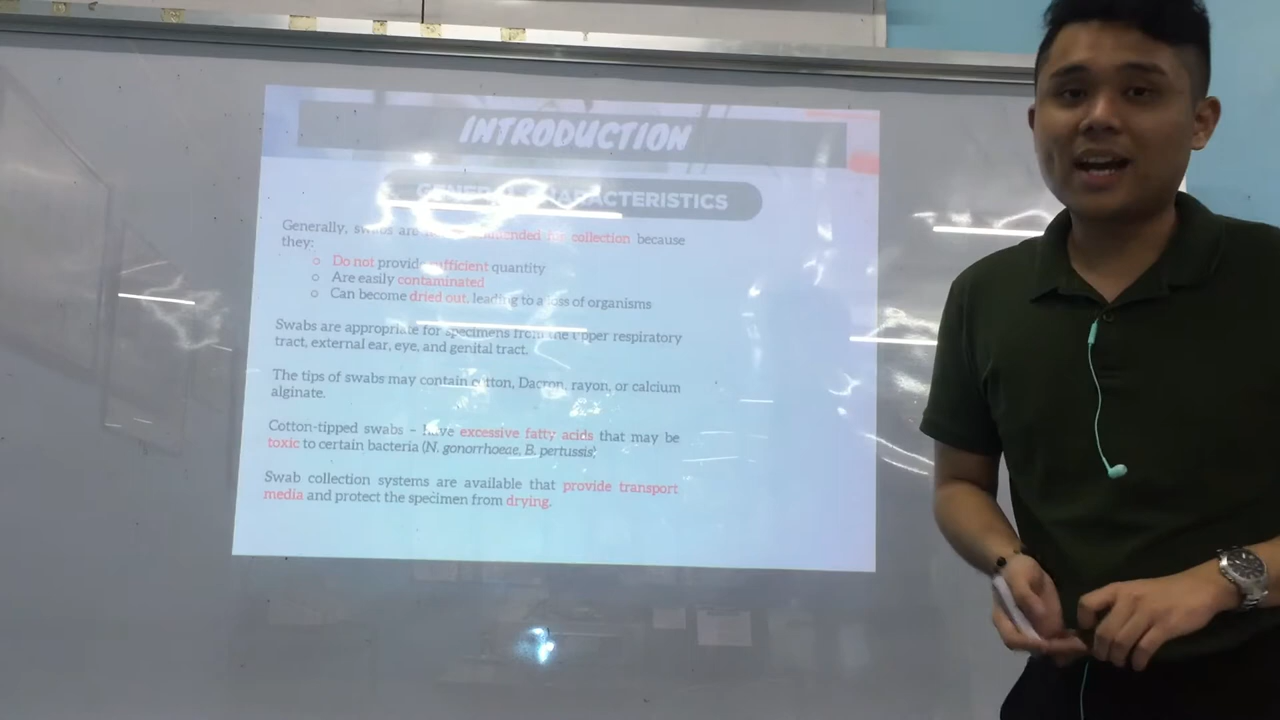 INTRODUCTION
GENERAL CHARACTERISTICS
Generally, swabs are recommended for collection because
they:
Do not provide sufficient quantity
Are easily contaminated
Can become dried out, leading to a loss of organisms
Swabs are appropriate for specimens from the upper respiratory
tract, external ear, eye, and genital tract.
The tips of swabs may contain cotton, Dacron, rayon, or calcium
alginate.
Cotton-tipped swabs – have excessive fatty acids that may be
toxic to certain bacteria (N. gonorrhoeae, B. pertussis)
Swab collection systems are available that provide transport
media and protect the specimen from drying.